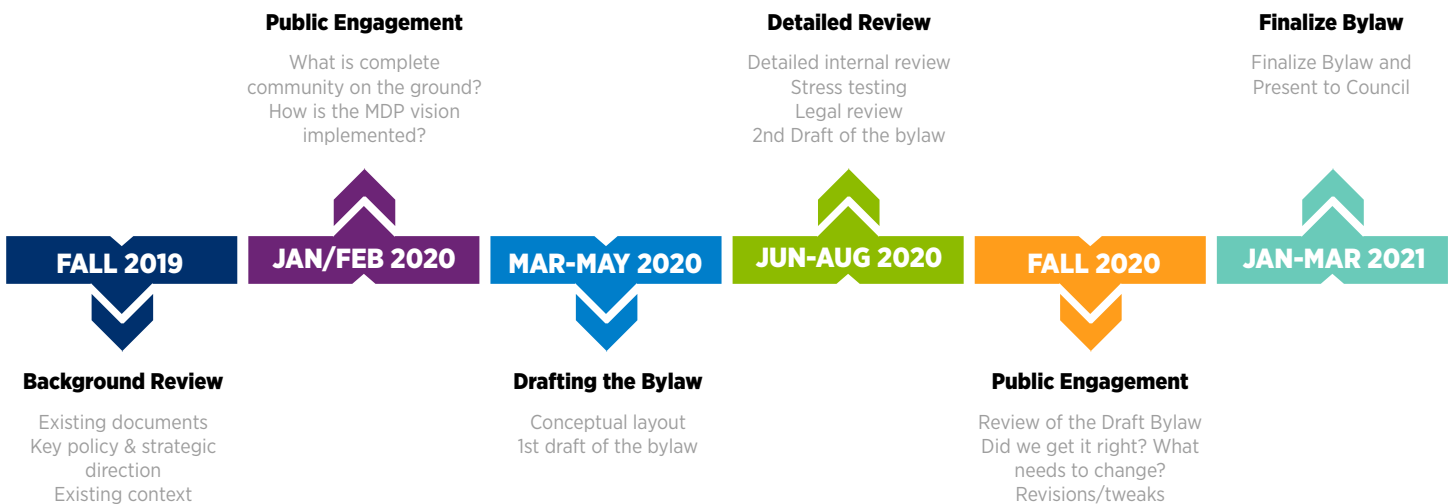 Public Engagement
What is complete
community on the ground?
How is the MDP vision
implemented?
Detailed Review
Detailed internal review
Stress testing
Legal review
2nd Draft of the bylaw
Finalize Bylaw
Finalize Bylaw and
Present to Council
FALL 2019
JAN/FEB 2020
MAR-MAY 2020
JUN-AUG 2020
FALL 2020
JAN-MAR 2021
Background Review
Existing documents
Key policy & strategic
direction
Existing context
Drafting the Bylaw
Conceptual layout
1st draft of the bylaw
Public Engagement
Review of the Draft Bylaw
Did we get it right? What
needs to change?
Revisions/tweaks